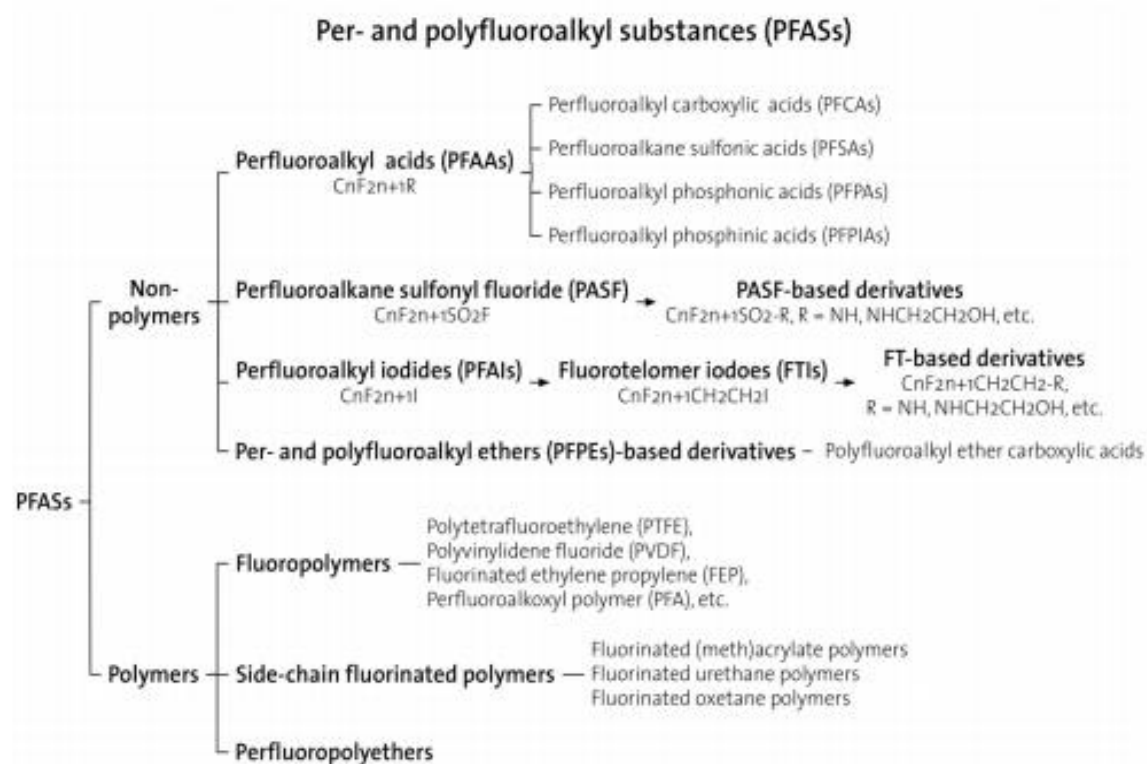 Per- and polyfluoroalkyl substances (PFASs)
Perfluoroalkyl carboxylic acids (PFCAs)
Perfluoroalkyl acids (PFAAs)
CnF2n+1R
Perfluoroalkane sulfonic acids (PFSAs)
Perfluoroalkyl phosphonic acids (PFPAs)
Perfluoroalkyl phosphinic acids (PFPIAs)
Non-
polymers
Perfluoroalkane sulfonyl fluoride (PASF)
CnF2n+1SO2F
PASF-based derivatives
CnF2n+1SO2-R, R = NH, NHCH2CH2OH, etc.
Perfluoroalkyl iodides (PFAIs)
CnF2n+1I
Fluorotelomer iodoes (FTIs)
CnF2n+1CH2CH2I
FT-based derivatives
CnF2n+1CH2CH2-R,
R = NH, NHCH2CH2OH, etc.
Per- and polyfluoroalkyl ethers (PFPEs)-based derivatives
Polyfluoroalkyl ether carboxylic acids
PFASs
Fluoropolymers
Polytetrafluoroethylene (PTFE),
Polyvinylidene fluoride (PVDF),
Fluorinated ethylene propylene (FEP),
Perfluoroalkoxyl polymer (PFA), etc.
Polymers
Side-chain fluorinated polymers
Fluorinated (meth)acrylate polymers
Fluorinated urethane polymers
Fluorinated oxetane polymers
Perfluoropolyethers